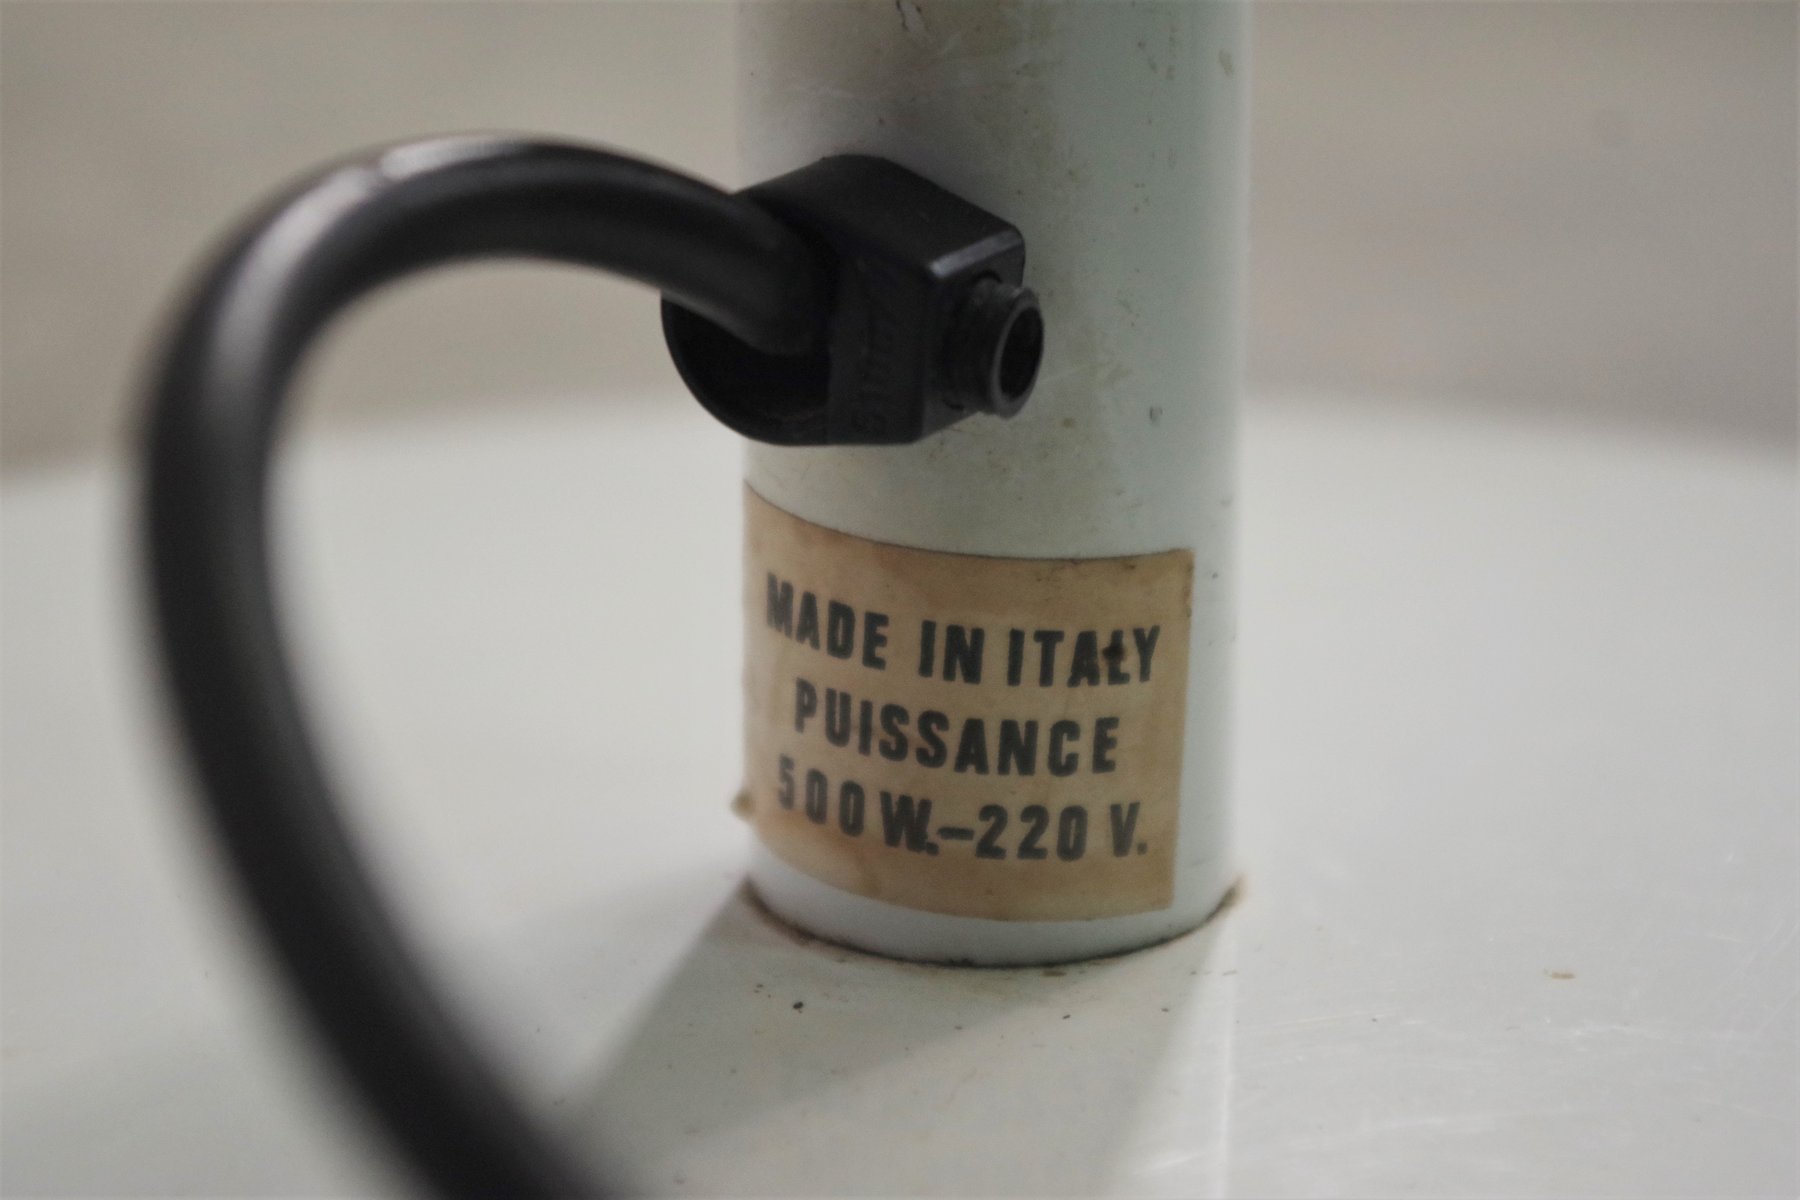 MADE IN ITALY
PUISSANCE
500 W.-220 V.